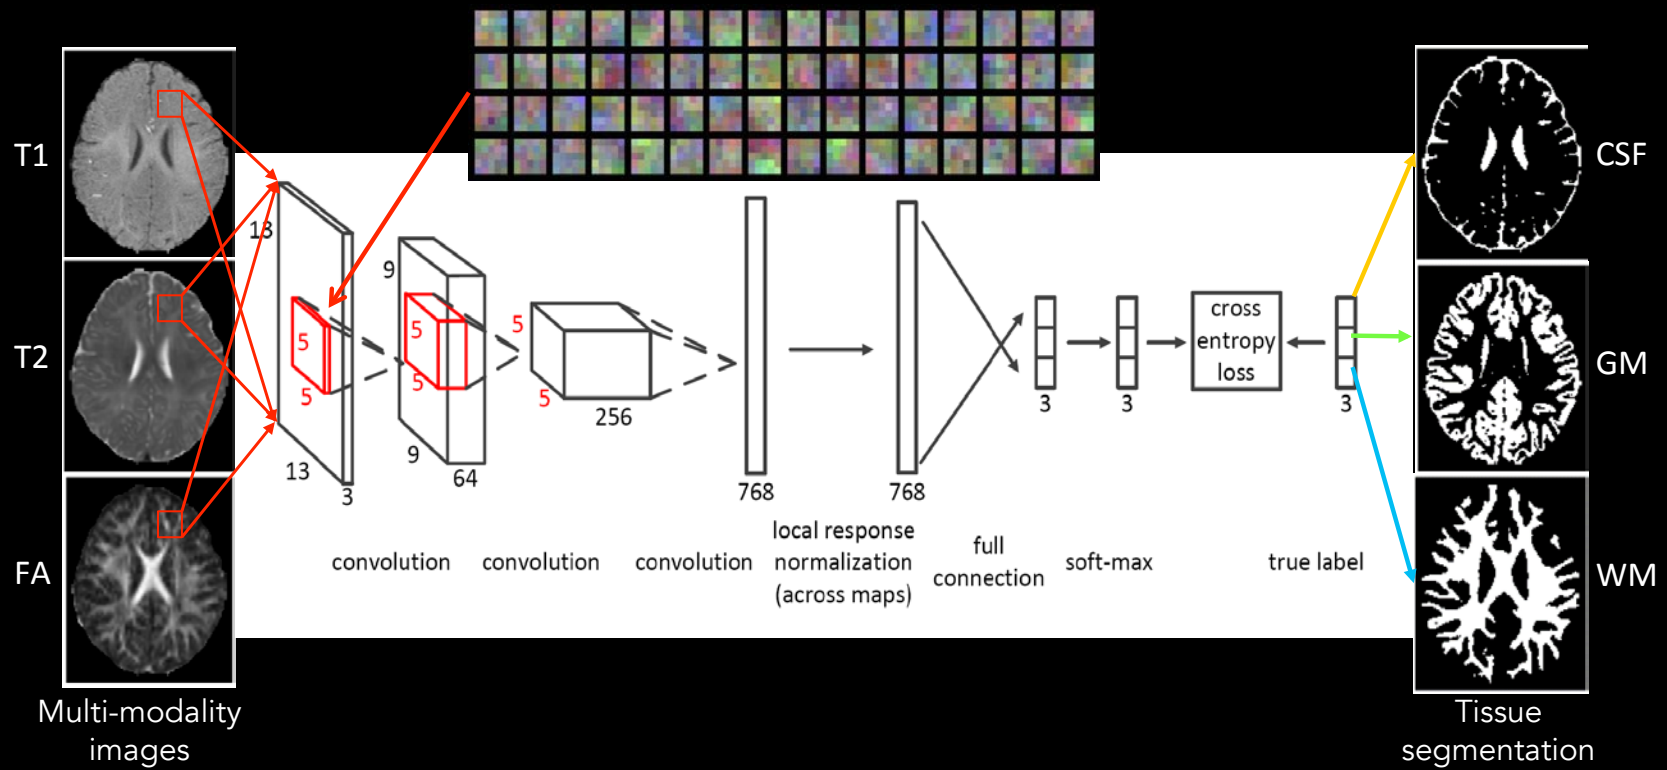 T1
T2
FA
Multi-modality
images
13
13
3
5
5
9
9
64
5
5
5
5
256
768
768
3
3
cross
entropy
loss
3
convolution
convolution
convolution
local response
normalization
(across maps)
full
connection
soft-max
true label
CSF
GM
WM
Tissue
segmentation